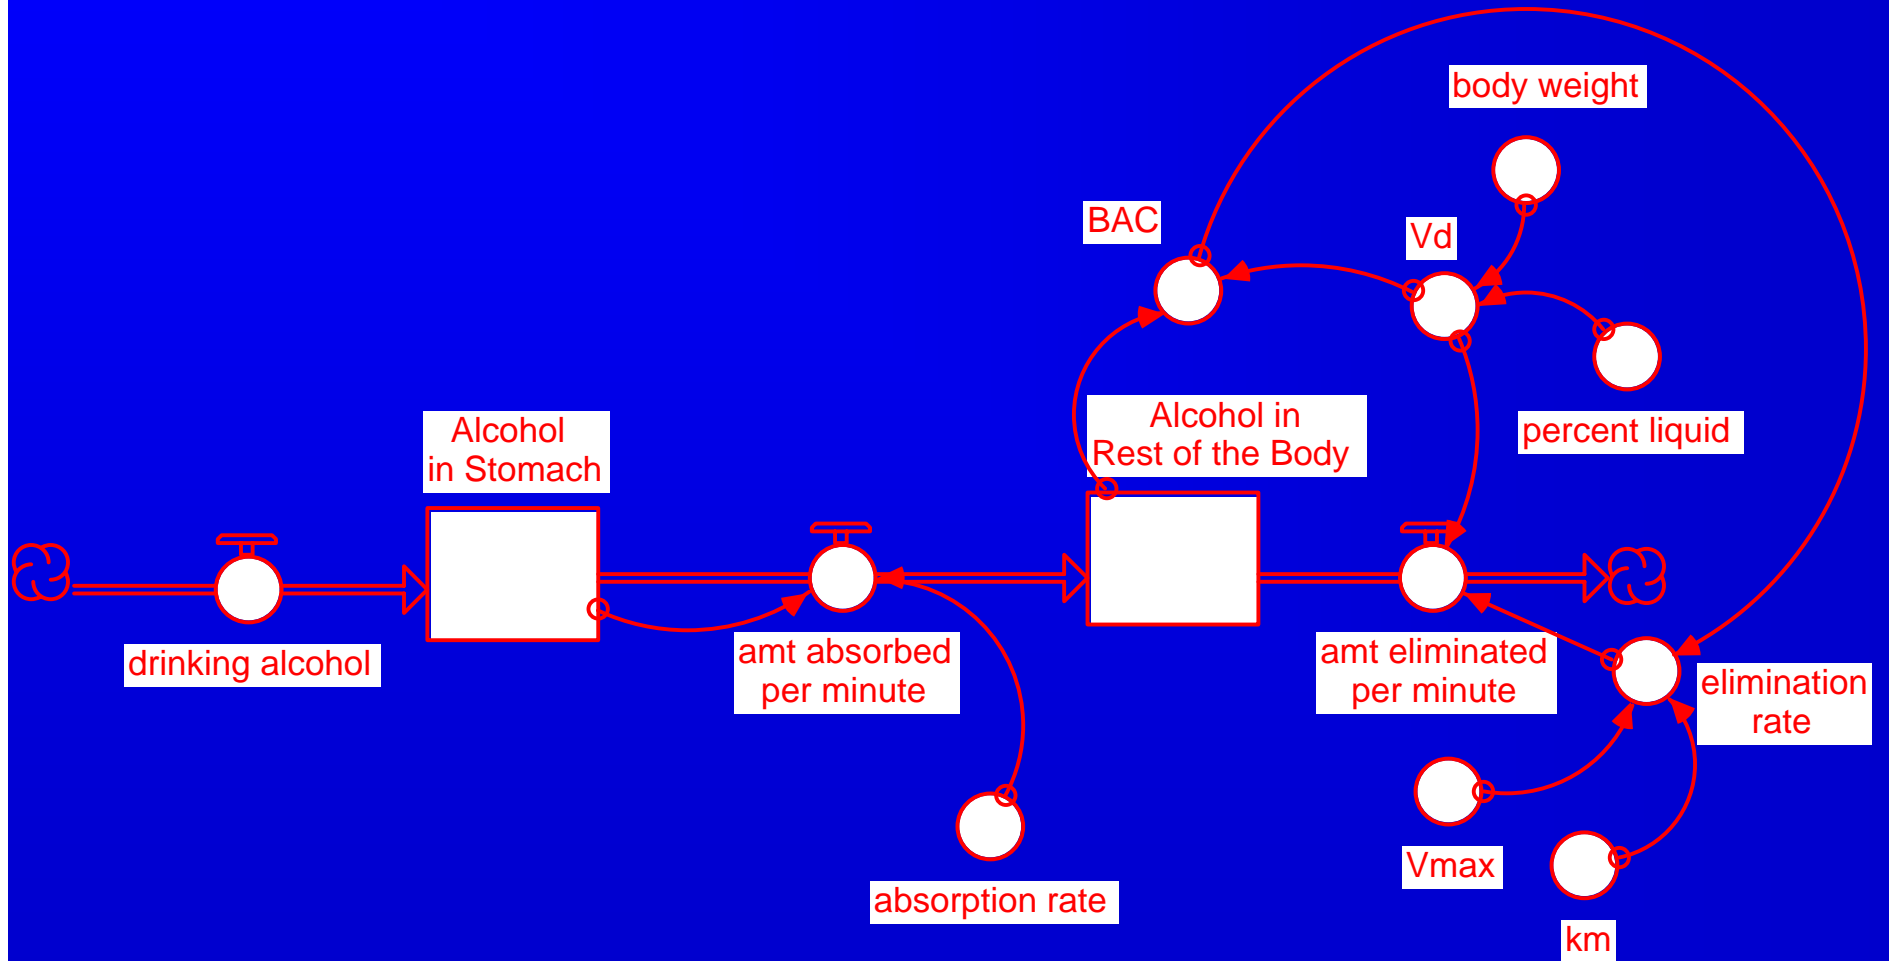 body weight
BAC
Vd
Alcohol
in Stomach
Alcohol in
Rest of the Body
percent liquid
drinking alcohol
amt absorbed
per minute
amt eliminated
per minute
elimination
rate
Vmax
absorption rate
km